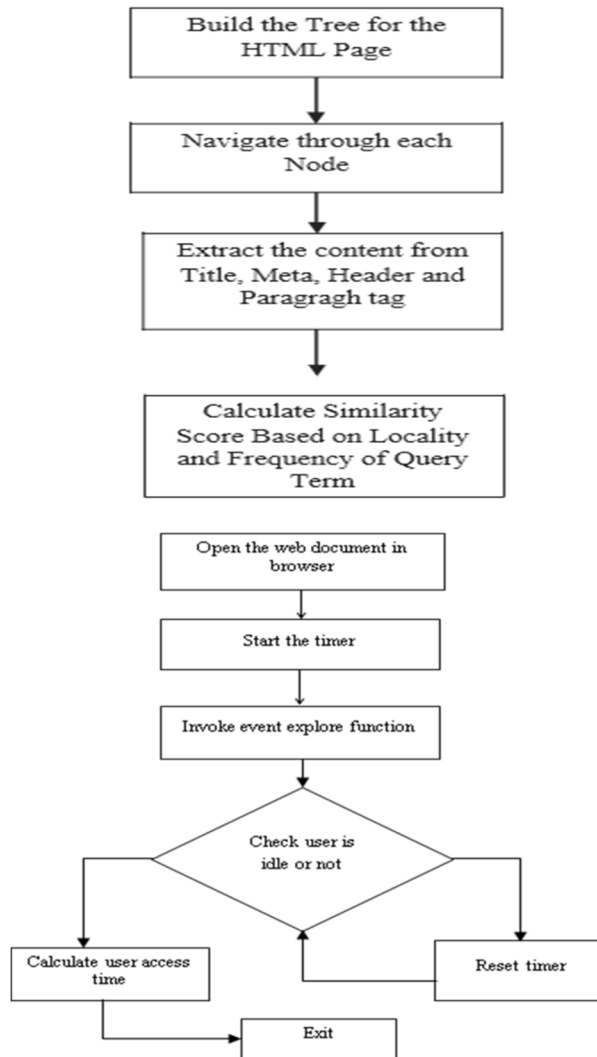 Build the Tree for the
HTML Page
Navigate through each
Node
Extract the content from
Title, Meta, Header and
Paragragh tag
Calculate Similarity
Score Based on Locality
and Frequency of Query
Term
Open the web document in
browser
Start the timer
Invoke event explore function
Check user is
idle or not
Calculate user access
time
Reset timer
Exit